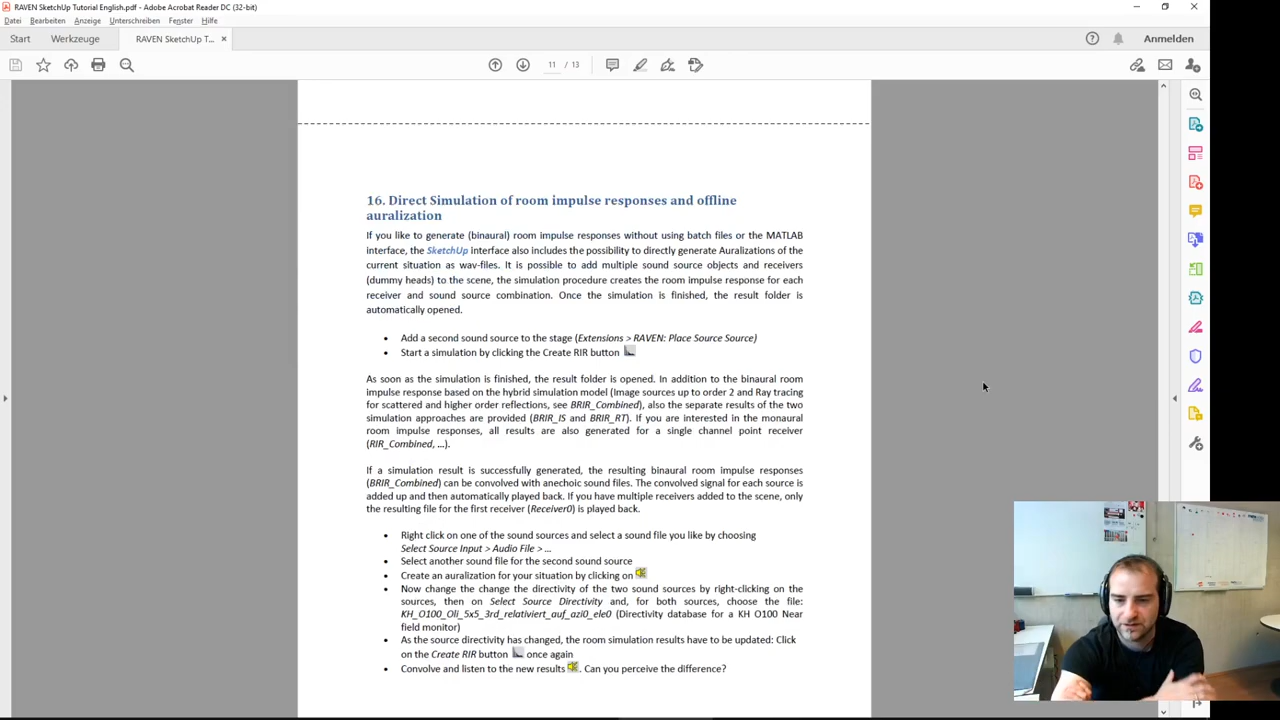 RAVEN SketchUp Tutorial English.pdf - Adobe Acrobat Reader DC (32-bit)
Datei Bearbeiten Anzeige Unterschreiben Fenster Hilfe
Start Werkzeuge RAVEN SketchUp T... Anmelden
11 / 13
16. Direct Simulation of room impulse responses and offline
auralization
If you like to generate (binaural) room impulse responses without using batch files or the MATLAB
interface, the SketchUp interface also includes the possibility to directly generate Auralizations of the
current situation as wav-files. It is possible to add multiple sound source objects and receivers
(dummy heads) to the scene, the simulation procedure creates the room impulse response for each
receiver and sound source combination. Once the simulation is finished, the result folder is
automatically opened.
• Add a second sound source to the stage (Extensions > RAVEN: Place Source Source)
• Start a simulation by clicking the Create RIR button
As soon as the simulation is finished, the result folder is opened. In addition to the binaural room
impulse response based on the hybrid simulation model (Image sources up to order 2 and Ray tracing
for scattered and higher order reflections, see BRIR_Combined), also the separate results of the two
simulation approaches are provided (BRIR_IS and BRIR_RT). If you are interested in the monaural
room impulse responses, all results are also generated for a single channel point receiver
(RIR_Combined, ...).
If a simulation result is successfully generated, the resulting binaural room impulse responses
(BRIR_Combined) can be convolved with anechoic sound files. The convolved signal for each source is
added up and then automatically played back. If you have multiple receivers added to the scene, only
the resulting file for the first receiver (Receiver0) is played back.
• Right click on one of the sound sources and select a sound file you like by choosing
Select Source Input > Audio File > ...
• Select another sound file for the second sound source
• Create an auralization for your situation by clicking on
• Now change the change the directivity of the two sound sources by right-clicking on the
sources, then on Select Source Directivity and, for both sources, choose the file:
KH_O100_Oli_5x5_3rd_relativiert_auf_azi0_ele0 (Directivity database for a KH O100 Near
field monitor)
• As the source directivity has changed, the room simulation results have to be updated: Click
on the Create RIR button once again
• Convolve and listen to the new results. Can you perceive the difference?